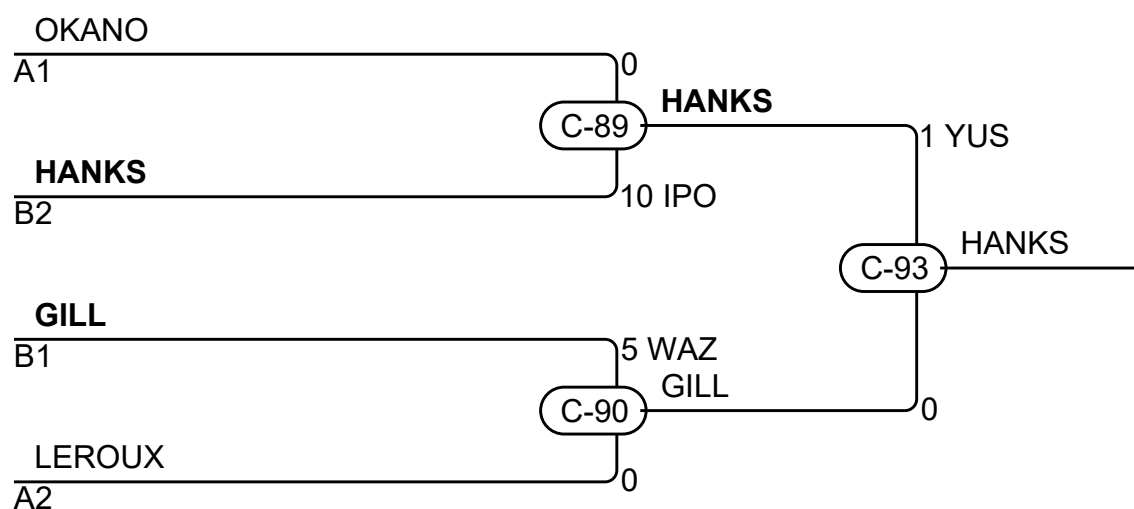 OKANO
A1
0
C-89
HANKS
1 YUS
HANKS
B2
10 IPO
C-93
HANKS
GILL
B1
5 WAZ
GILL
C-90
0
LEROUX
A2
0